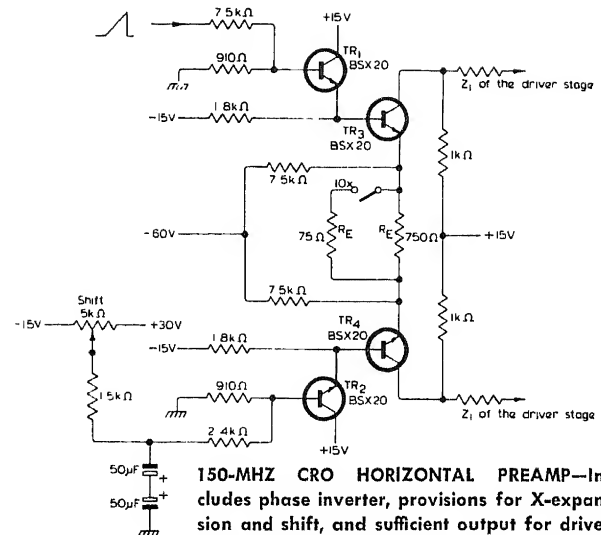 7.5kΩ
+15V
910Ω
TR1
BSX20
Z1 of the driver stage
-15V
1.8kΩ
TR3
BSX20
1kΩ
7.5kΩ
10x
-60V
75Ω
RE
RE
750Ω
+15V
7.5kΩ
Shift
5kΩ
-15V
+30V
1.8kΩ
-15V
TR4
BSX20
1kΩ
910Ω
TR2
BSX20
1.5kΩ
2.4kΩ
+15V
Z1 of the driver stage
50µF
+
50µF
+
150-MHZ CRO HORIZONTAL PREAMP—In
cludes phase inverter, provisions for X-expan
sion and shift, and sufficient output for drive